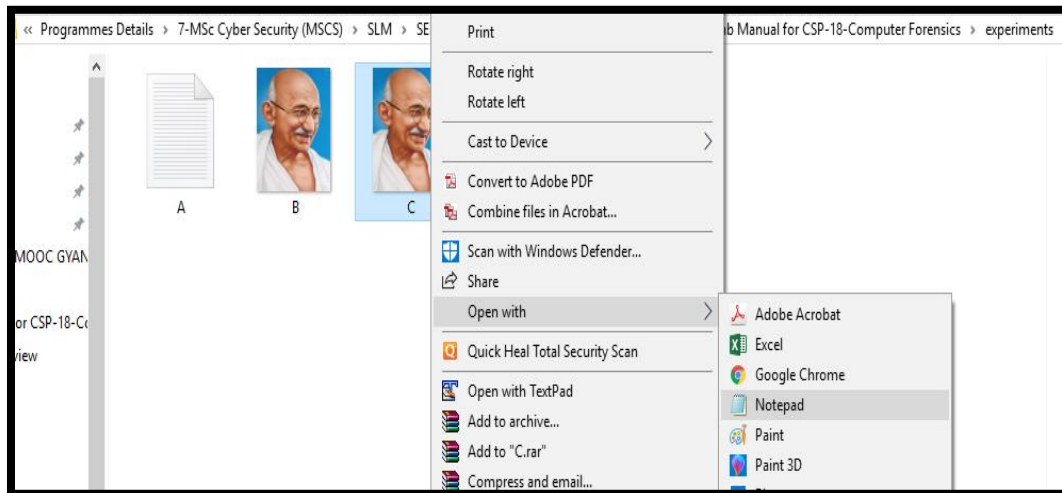 « Programmes Details > 7-MSc Cyber Security (MSCS) > SLM > SE
ab Manual for CSP-18-Computer Forensics > experiments
MOOC GYAN
or CSP-18-Co
view
A
B
C
Print
Rotate right
Rotate left
Cast to Device
Convert to Adobe PDF
Combine files in Acrobat...
Scan with Windows Defender...
Share
Open with
Quick Heal Total Security Scan
Open with TextPad
Add to archive...
Add to "C.rar"
Compress and email...
Adobe Acrobat
Excel
Google Chrome
Notepad
Paint
Paint 3D